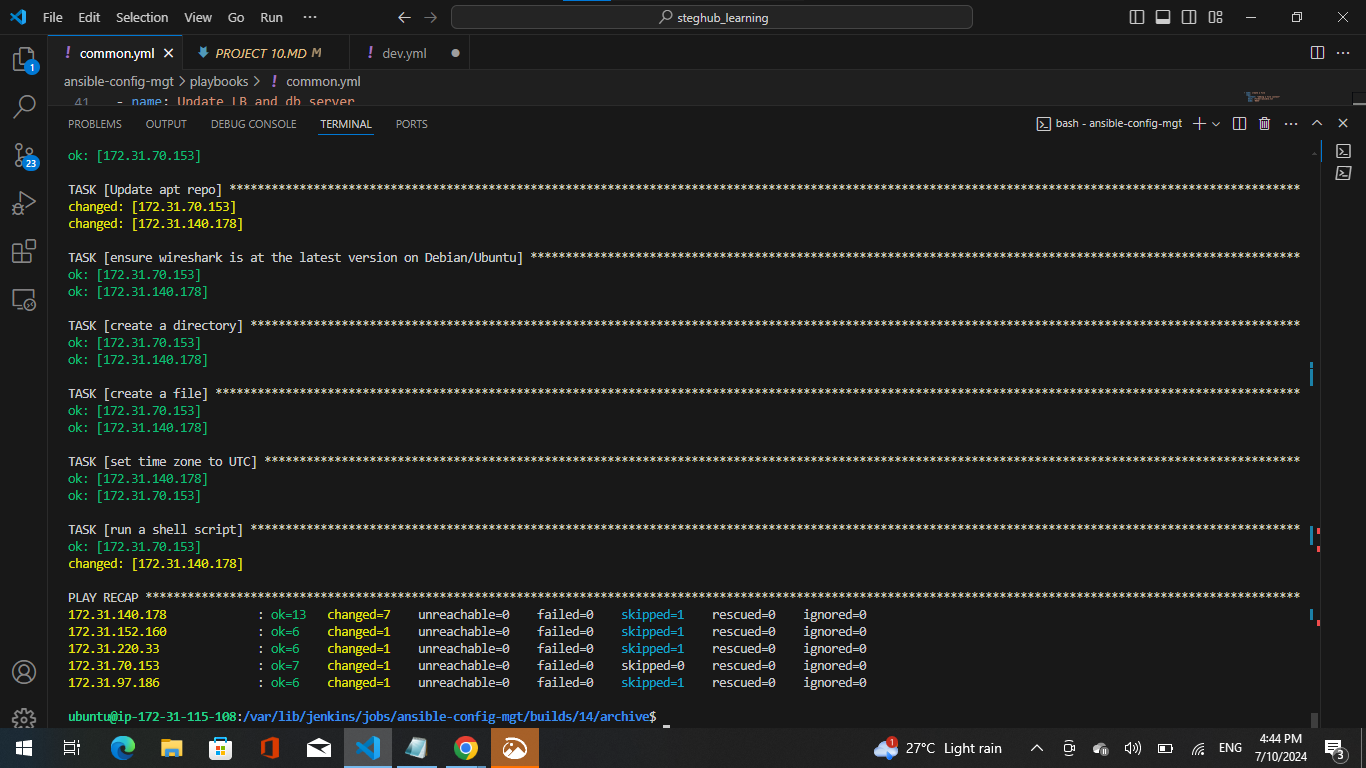 File Edit Selection View Go Run ··· steghub_learning
! common.yml PROJECT 10.MD M ! dev.yml
ansible-config-mgt > playbooks > ! common.yml
41 - name: Update LB and db server
PROBLEMS OUTPUT DEBUG CONSOLE TERMINAL PORTS bash - ansible-config-mgt
ok: [172.31.70.153]
TASK [Update apt repo] ****************************************************************************************************
changed: [172.31.70.153]
changed: [172.31.140.178]
TASK [ensure wireshark is at the latest version on Debian/Ubuntu] ****************************************************************************************************
ok: [172.31.70.153]
ok: [172.31.140.178]
TASK [create a directory] ****************************************************************************************************
ok: [172.31.70.153]
ok: [172.31.140.178]
TASK [create a file] ****************************************************************************************************
ok: [172.31.70.153]
ok: [172.31.140.178]
TASK [set time zone to UTC] ****************************************************************************************************
ok: [172.31.140.178]
ok: [172.31.70.153]
TASK [run a shell script] ****************************************************************************************************
ok: [172.31.70.153]
changed: [172.31.140.178]
PLAY RECAP ****************************************************************************************************
172.31.140.178 : ok=13 changed=7 unreachable=0 failed=0 skipped=1 rescued=0 ignored=0
172.31.152.160 : ok=6 changed=1 unreachable=0 failed=0 skipped=1 rescued=0 ignored=0
172.31.220.33 : ok=6 changed=1 unreachable=0 failed=0 skipped=1 rescued=0 ignored=0
172.31.70.153 : ok=7 changed=1 unreachable=0 failed=0 skipped=0 rescued=0 ignored=0
172.31.97.186 : ok=6 changed=1 unreachable=0 failed=0 skipped=1 rescued=0 ignored=0
ubuntu@ip-172-31-115-108:/var/lib/jenkins/jobs/ansible-config-mgt/builds/14/archive$
1
23
1 27°C Light rain ENG 4:44 PM
7/10/2024 3